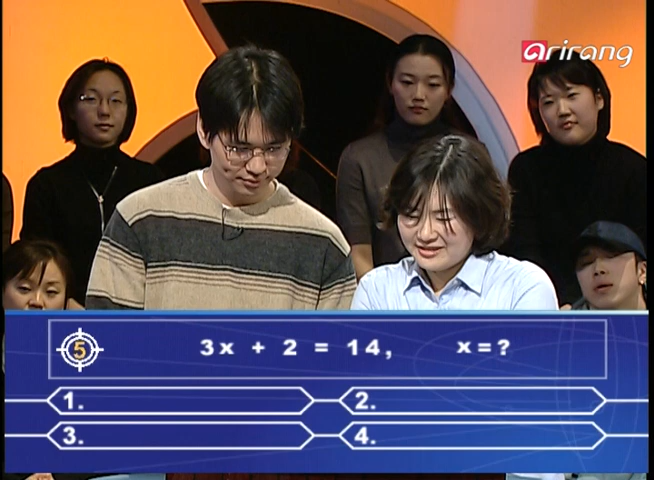 arirang
5 3x + 2 = 14, x=?
1. 2.
3. 4.